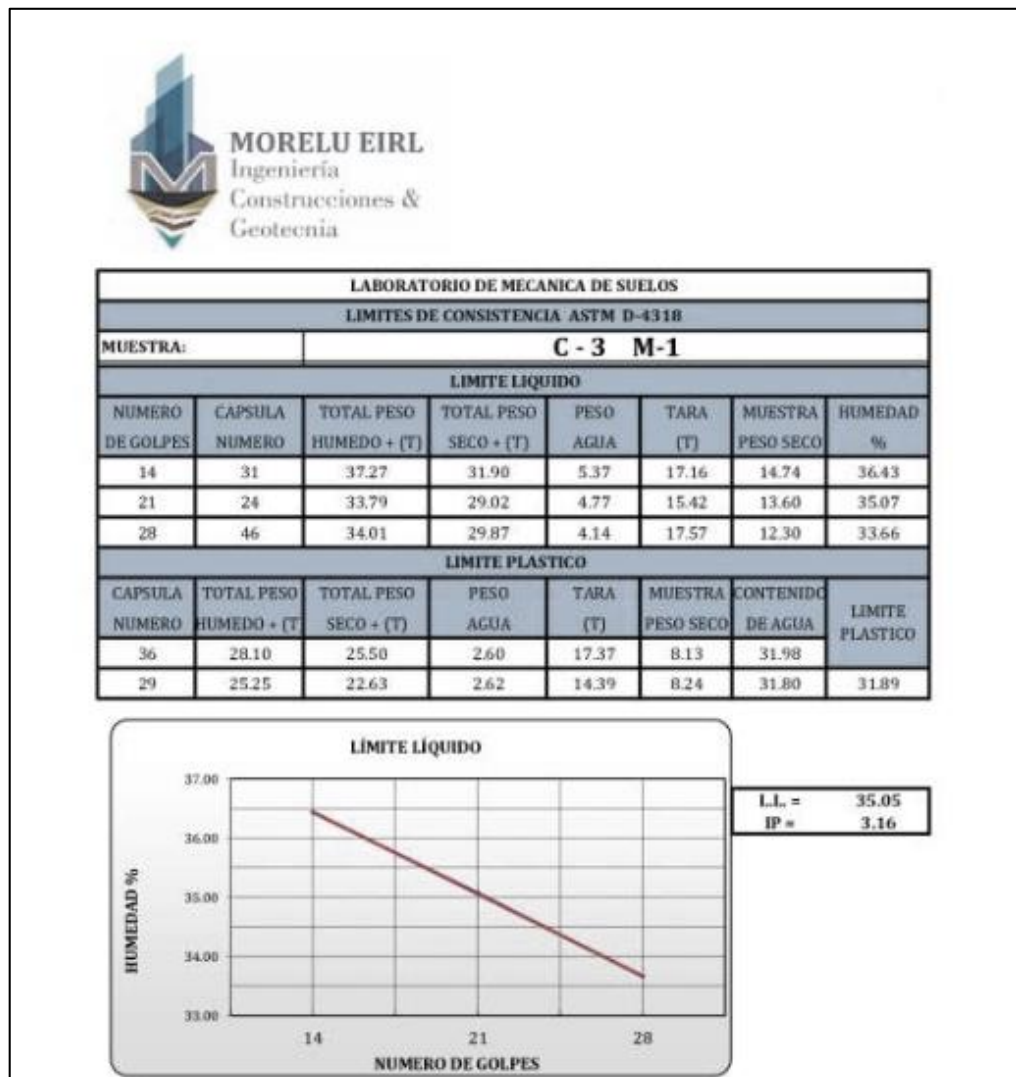 MORELU EIRL
Ingeniería
Construcciones &
Geotecnia
LABORATORIO DE MECANICA DE SUELOS
LIMITES DE CONSISTENCIA ASTM D-4318
MUESTRA: C - 3 M-1
LIMITE LIQUIDO
NUMERO CAPSULA TOTAL PESO TOTAL PESO PESO TARA MUESTRA HUMEDAD
DE GOLPES NUMERO HUMEDO + (T) SECO + (T) AGUA (T) PESO SECO %
14 31 37.27 31.90 5.37 17.16 14.74 36.43
21 24 33.79 29.02 4.77 15.42 13.60 35.07
28 46 34.01 29.87 4.14 17.57 12.30 33.66
LIMITE PLASTICO
CAPSULA TOTAL PESO TOTAL PESO PESO TARA MUESTRA CONTENIDO LIMITE
NUMERO HUMEDO + (T SECO + (T) AGUA (T) PESO SECO DE AGUA PLASTICO
36 28.10 25.50 2.60 17.37 8.13 31.98
29 25.25 22.63 2.62 14.39 8.24 31.80 31.89
LÍMITE LÍQUIDO
37.00
36.00
35.00
34.00
33.00
HUMEDAD %
14 21 28
NUMERO DE GOLPES
L.L. = 35.05
IP = 3.16